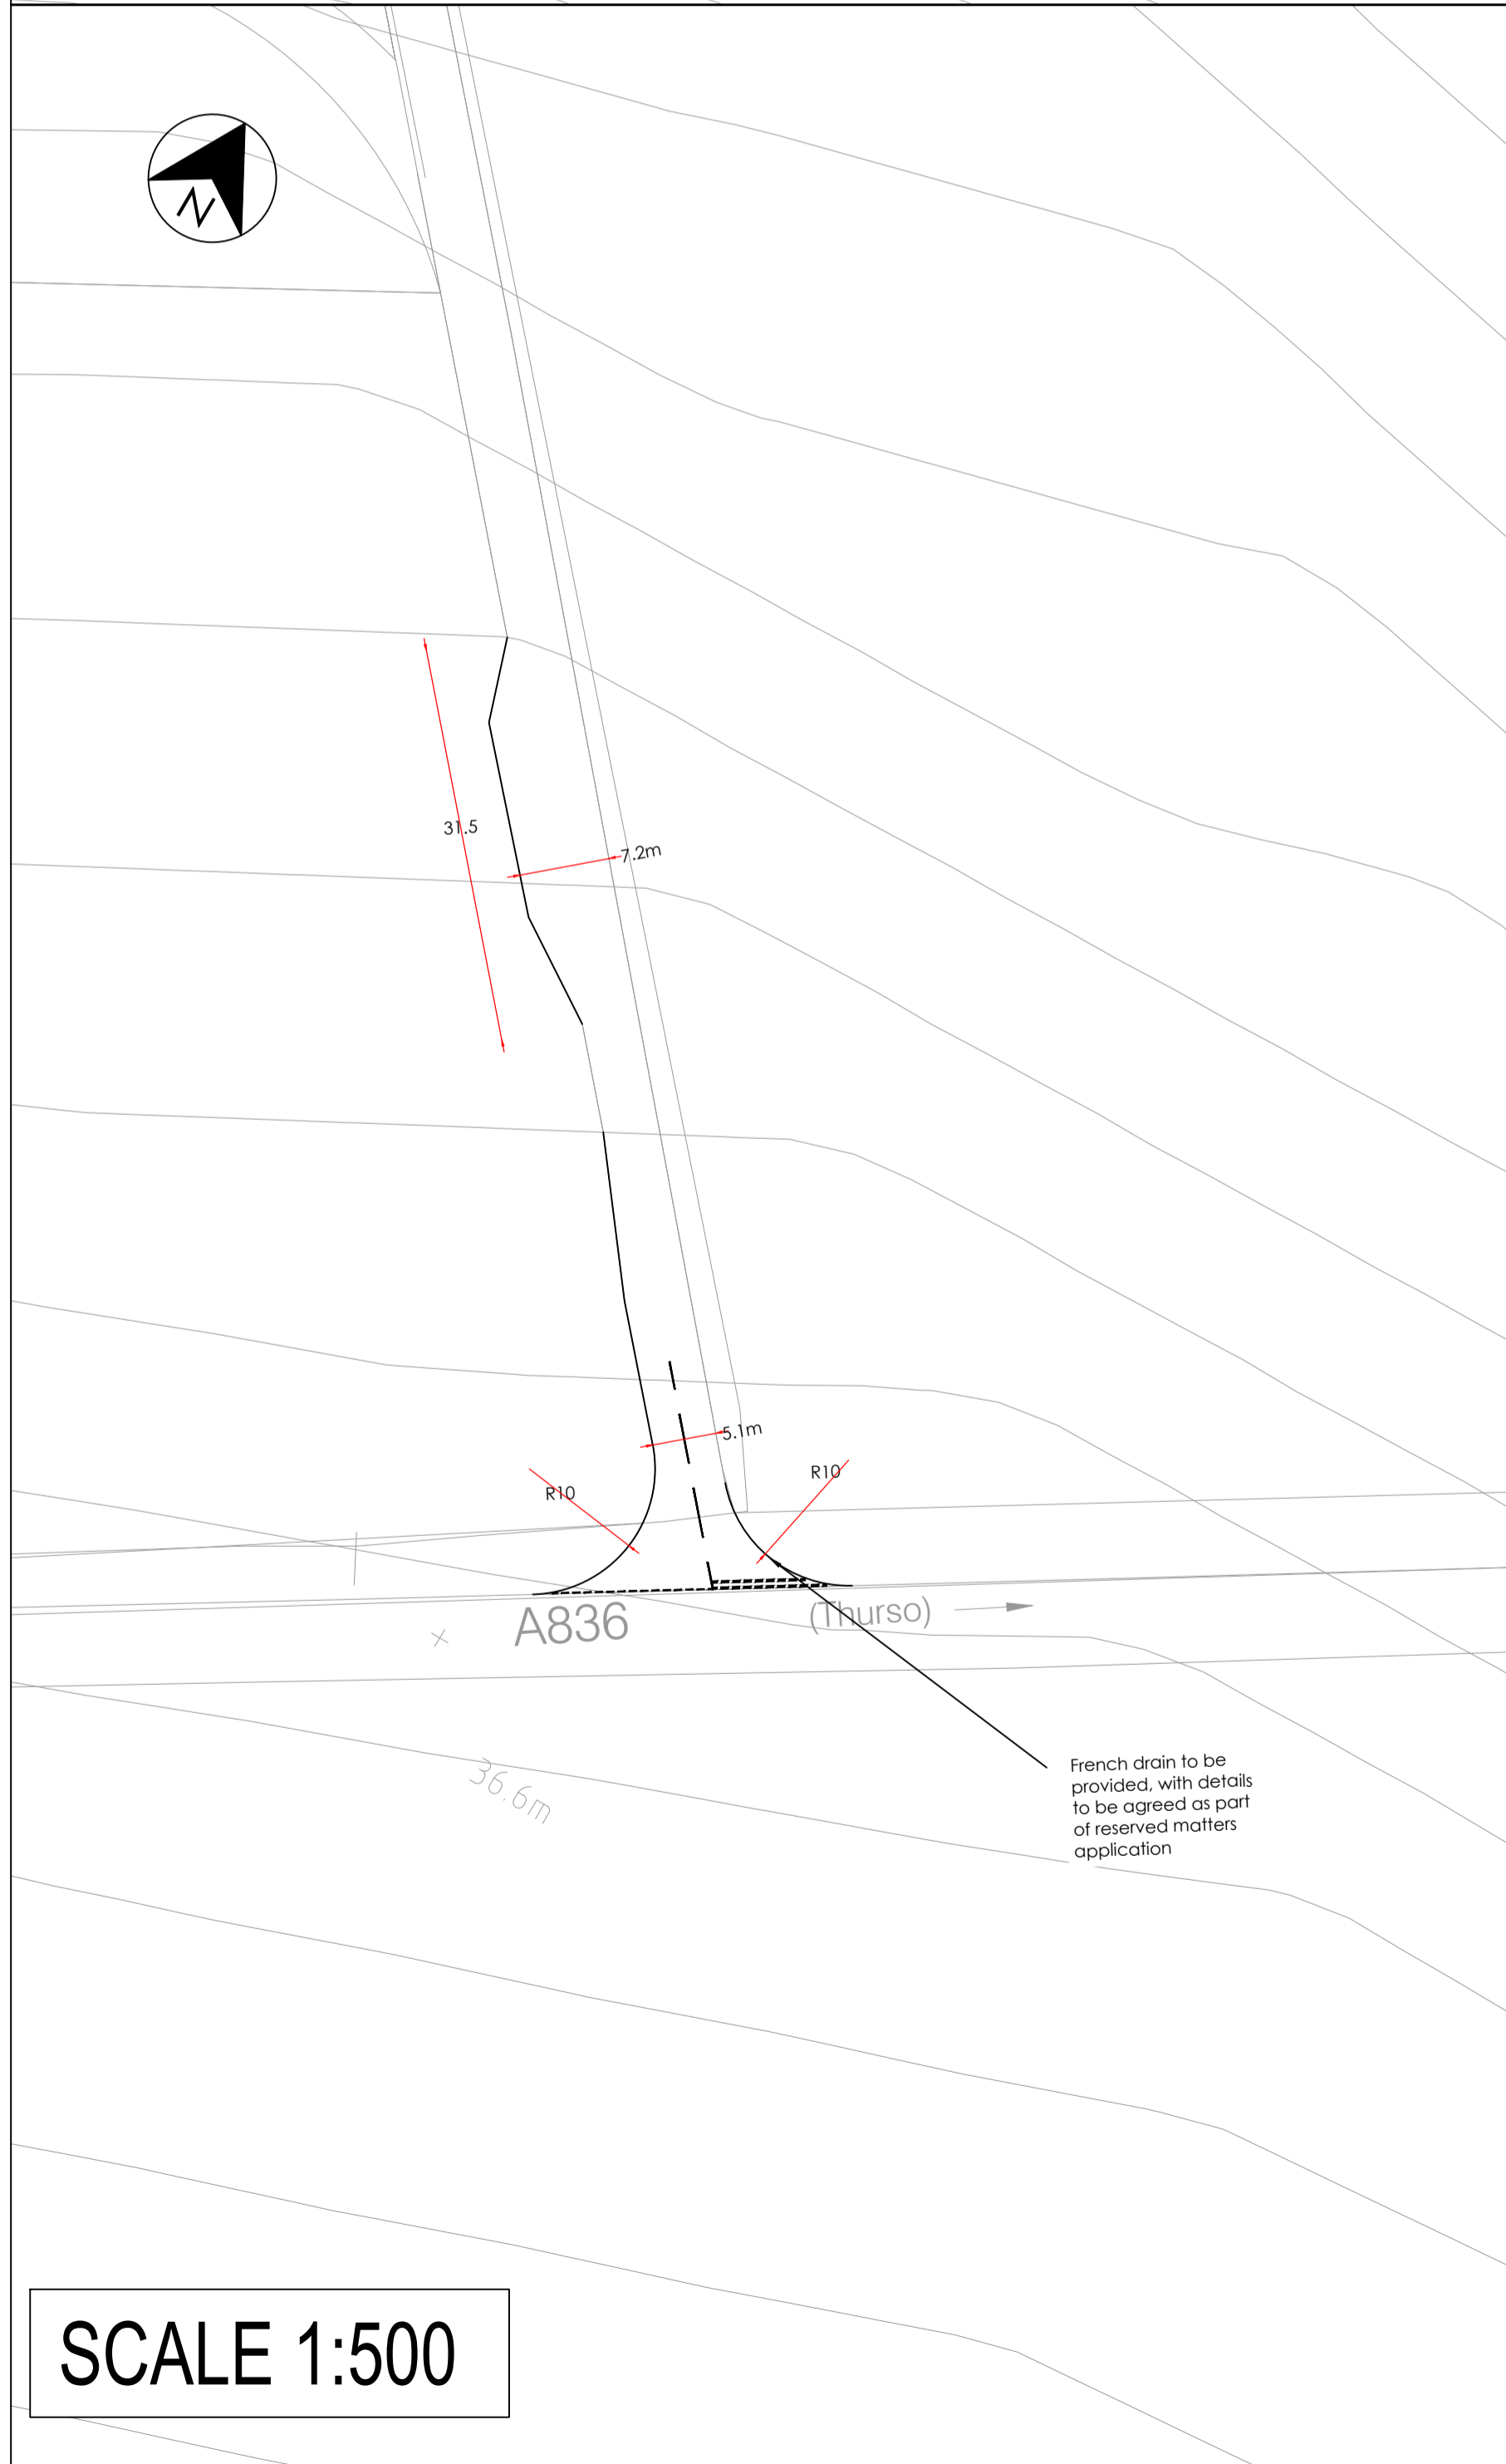 N
31.5
7.2m
5.1m
R10
R10
A836
(Thurso)
36.6m
French drain to be
provided, with details
to be agreed as part
of reserved matters
application
SCALE 1:500